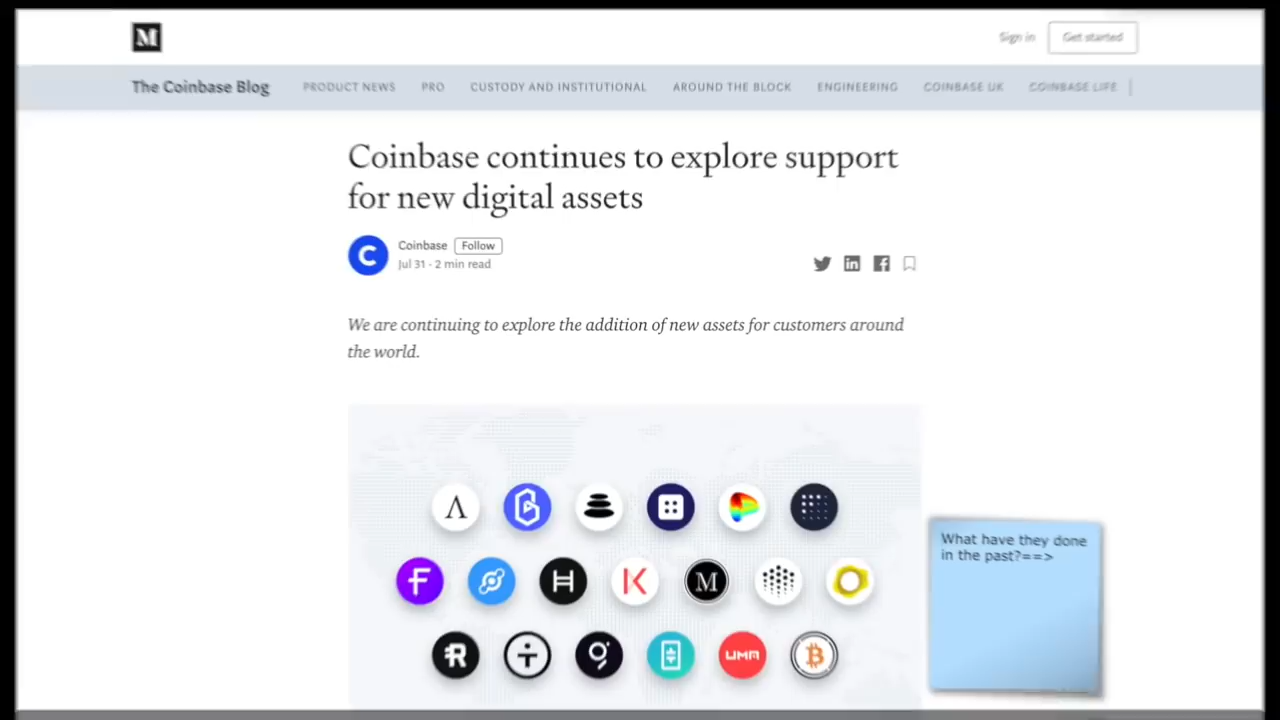 M
Sign in
Get started
The Coinbase Blog
PRODUCT NEWS
PRO
CUSTODY AND INSTITUTIONAL
AROUND THE BLOCK
ENGINEERING
COINBASE UK
COINBASE LIFE
Coinbase continues to explore support
for new digital assets
C
Coinbase
Follow
Jul 31 · 2 min read
in
We are continuing to explore the addition of new assets for customers around
the world.
M
UMA
What have they done
in the past?==>